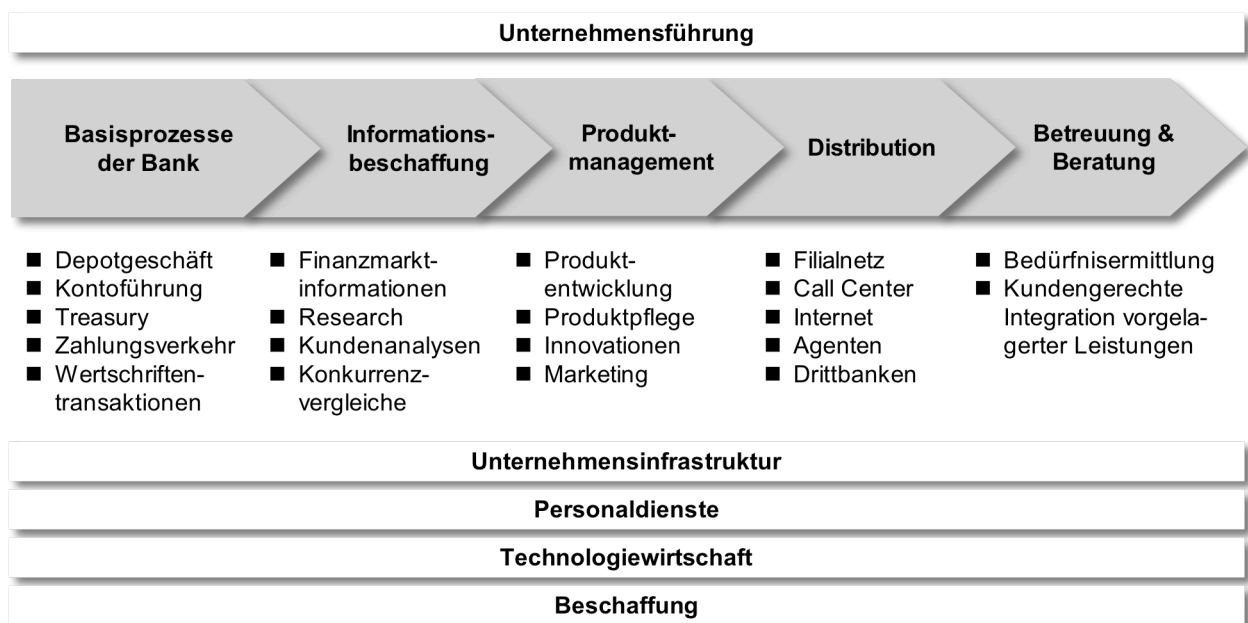 Unternehmensführung
Basisprozesse
der Bank
Informations-
beschaffung
Produkt-
management
Distribution
Betreuung &
Beratung
■ Depotgeschäft
■ Kontoführung
■ Treasury
■ Zahlungsverkehr
■ Wertschriften-
transaktionen
■ Finanzmarkt-
informationen
■ Research
■ Kundenanalysen
■ Konkurrenz-
vergleiche
■ Produkt-
entwicklung
■ Produktpflege
■ Innovationen
■ Marketing
■ Filialnetz
■ Call Center
■ Internet
■ Agenten
■ Drittbanken
■ Bedürfnisermittlung
■ Kundengerechte
Integration vorgela-
gerter Leistungen
Unternehmensinfrastruktur
Personaldienste
Technologiewirtschaft
Beschaffung